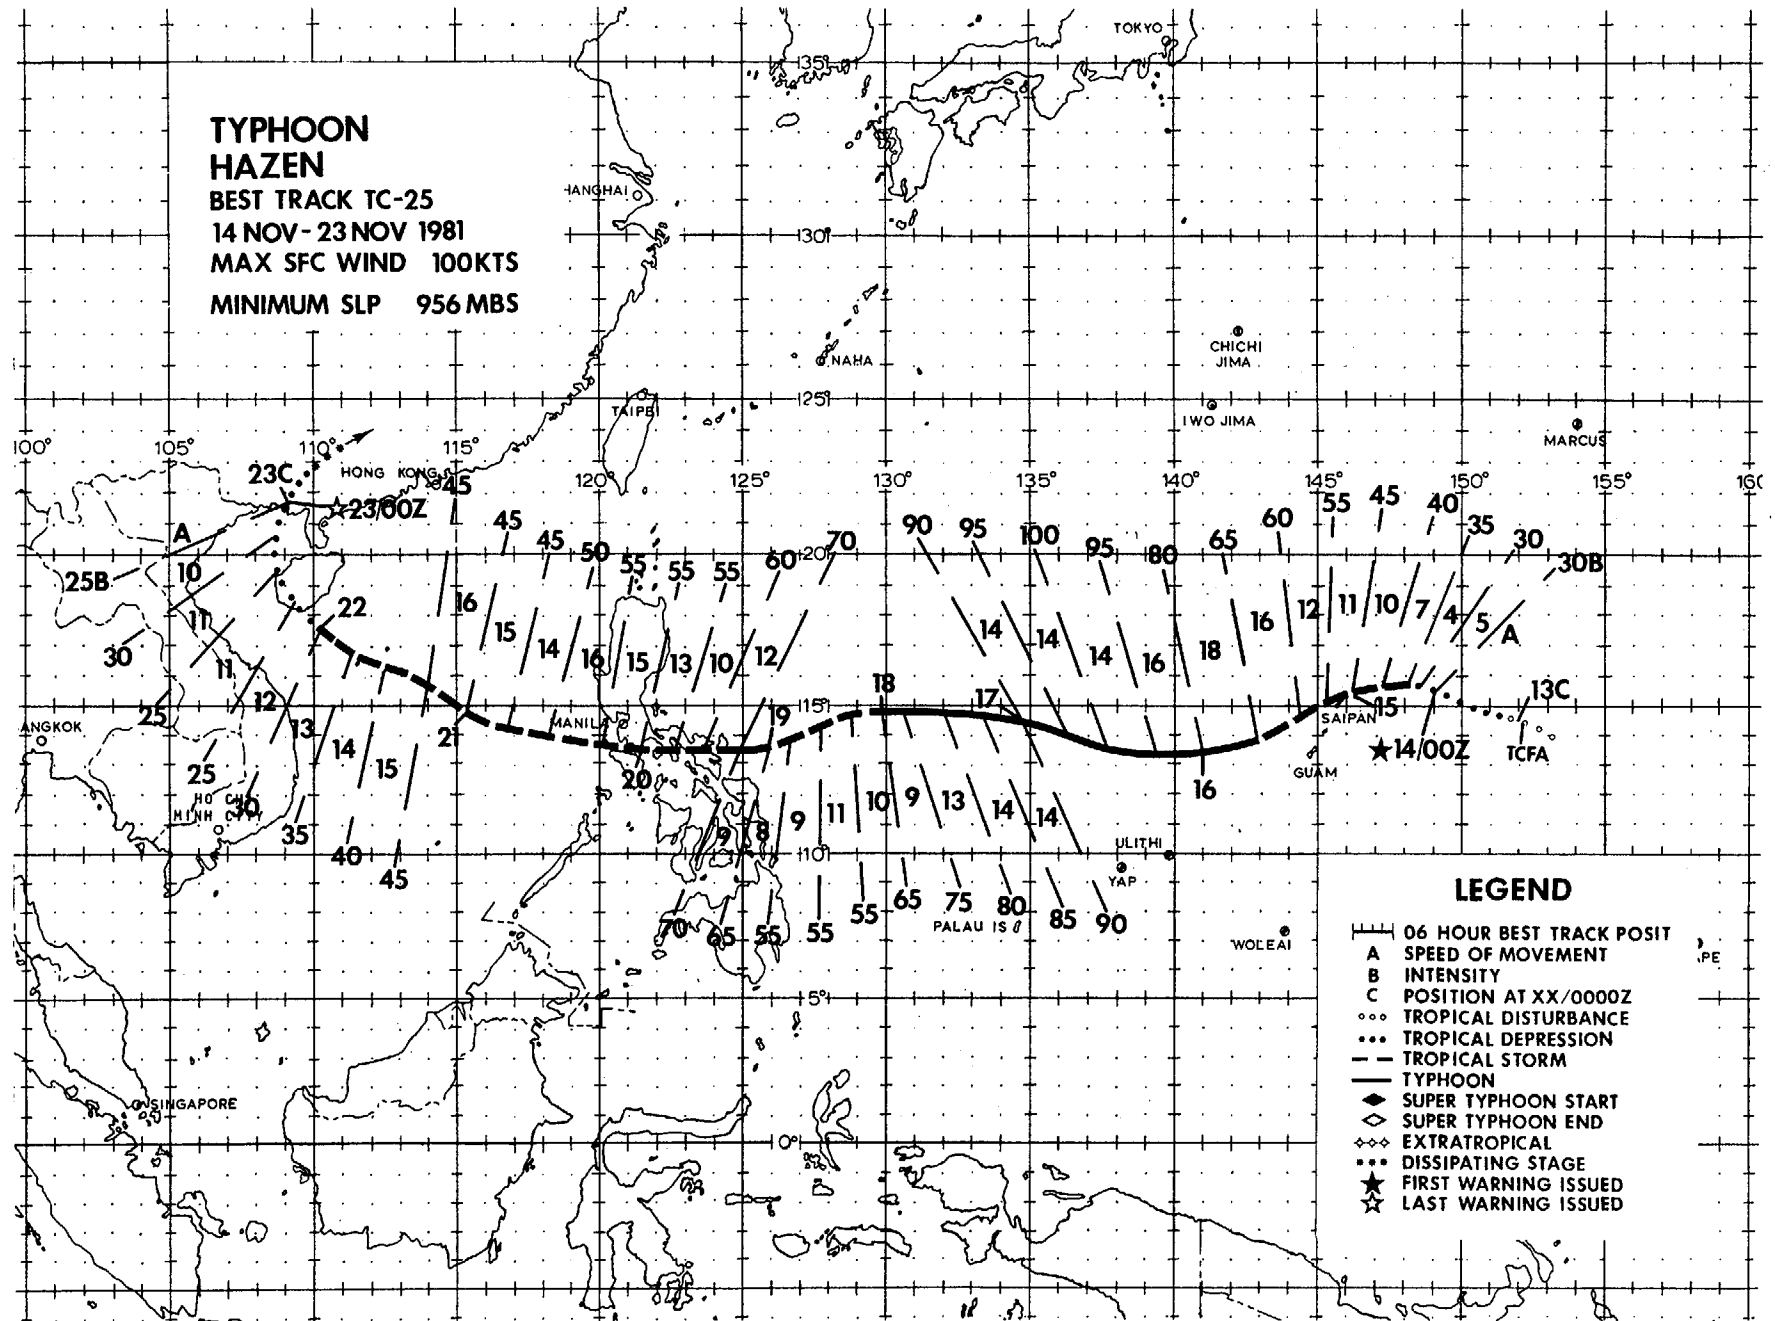 TOKYO
35°
TYPHOON
HAZEN
BEST TRACK TC-25
14 NOV - 23 NOV 1981
MAX SFC WIND 100KTS
MINIMUM SLP 956 MBS
HANGHAI
30°
NAHA
CHICHI
JIMA
25°
TAIPEI
IWO JIMA
MARCUS
100° 105° 110° 115°
HONG KONG
23C
45
23/00Z
120° 125° 130° 135° 140° 145° 150° 155° 160
A
45 45 50 55 55 55 60 70 90 95 100 95 80 65 60 55 45 40 35 30 30B
20°
25B
10
11
22
16 15 14 16 15 13 10 12
14 14 14 16 18 16 12 11 10 7 4 5 A
30
11
12
25
13
14
15
21
18
17
15°
19
15
13C
SAIPAN
MANILA
ANGKOK
14/00Z
TCFA
GUAM
25
20
16
HO CHI
MINH CITY
30
35
40
45
9 8 9 11 10 9 13 14 14
10°
ULITHI
YAP
70 65 55 55 55 65 75 80 85 90
PALAU IS
WOLEAI
PE
5°
SINGAPORE
0°
LEGEND
06 HOUR BEST TRACK POSIT
A SPEED OF MOVEMENT
B INTENSITY
C POSITION AT XX/0000Z
TROPICAL DISTURBANCE
TROPICAL DEPRESSION
TROPICAL STORM
TYPHOON
SUPER TYPHOON START
SUPER TYPHOON END
EXTRATROPICAL
DISSIPATING STAGE
FIRST WARNING ISSUED
LAST WARNING ISSUED